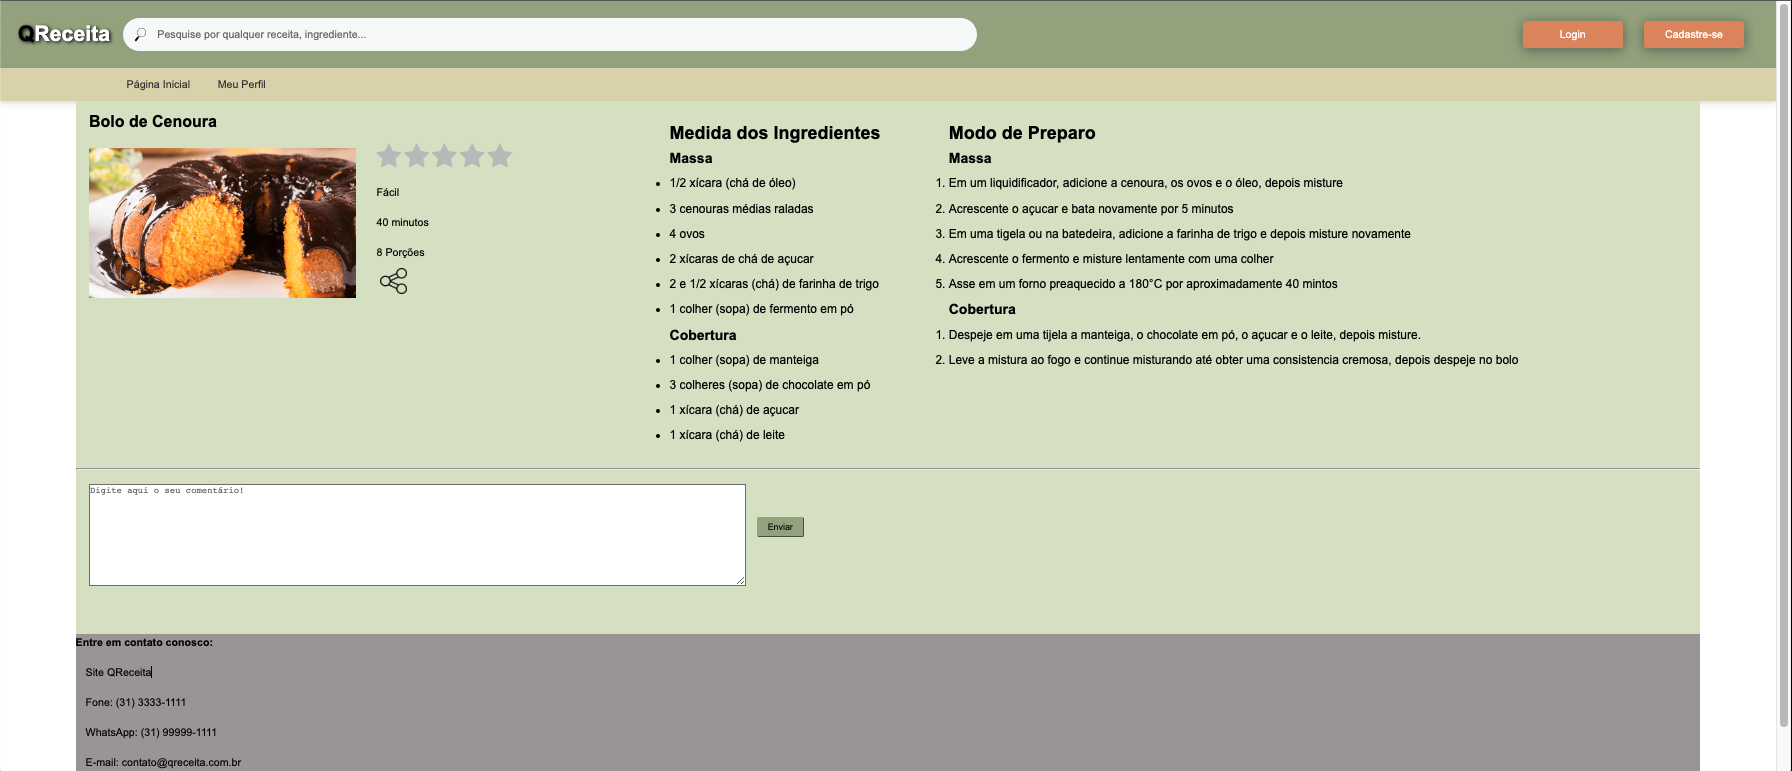 QReceita
Pesquise por qualquer receita, ingrediente...
Login
Cadastre-se
Página Inicial
Meu Perfil
Bolo de Cenoura
Fácil
40 minutos
8 Porções
Medida dos Ingredientes
Massa
1/2 xícara (chá de óleo)
3 cenouras médias raladas
4 ovos
2 xícaras de chá de açucar
2 e 1/2 xícaras (chá) de farinha de trigo
1 colher (sopa) de fermento em pó
Cobertura
1 colher (sopa) de manteiga
3 colheres (sopa) de chocolate em pó
1 xícara (chá) de açucar
1 xícara (chá) de leite
Modo de Preparo
Massa
1. Em um liquidificador, adicione a cenoura, os ovos e o óleo, depois misture
2. Acrescente o açucar e bata novamente por 5 minutos
3. Em uma tigela ou na batedeira, adicione a farinha de trigo e depois misture novamente
4. Acrescente o fermento e misture lentamente com uma colher
5. Asse em um forno preaquecido a 180°C por aproximadamente 40 mintos
Cobertura
1. Despeje em uma tijela a manteiga, o chocolate em pó, o açucar e o leite, depois misture.
2. Leve a mistura ao fogo e continue misturando até obter uma consistencia cremosa, depois despeje no bolo
Digite aqui o seu comentário!
Enviar
Entre em contato conosco:
Site QReceita
Fone: (31) 3333-1111
WhatsApp: (31) 99999-1111
E-mail: contato@qreceita.com.br